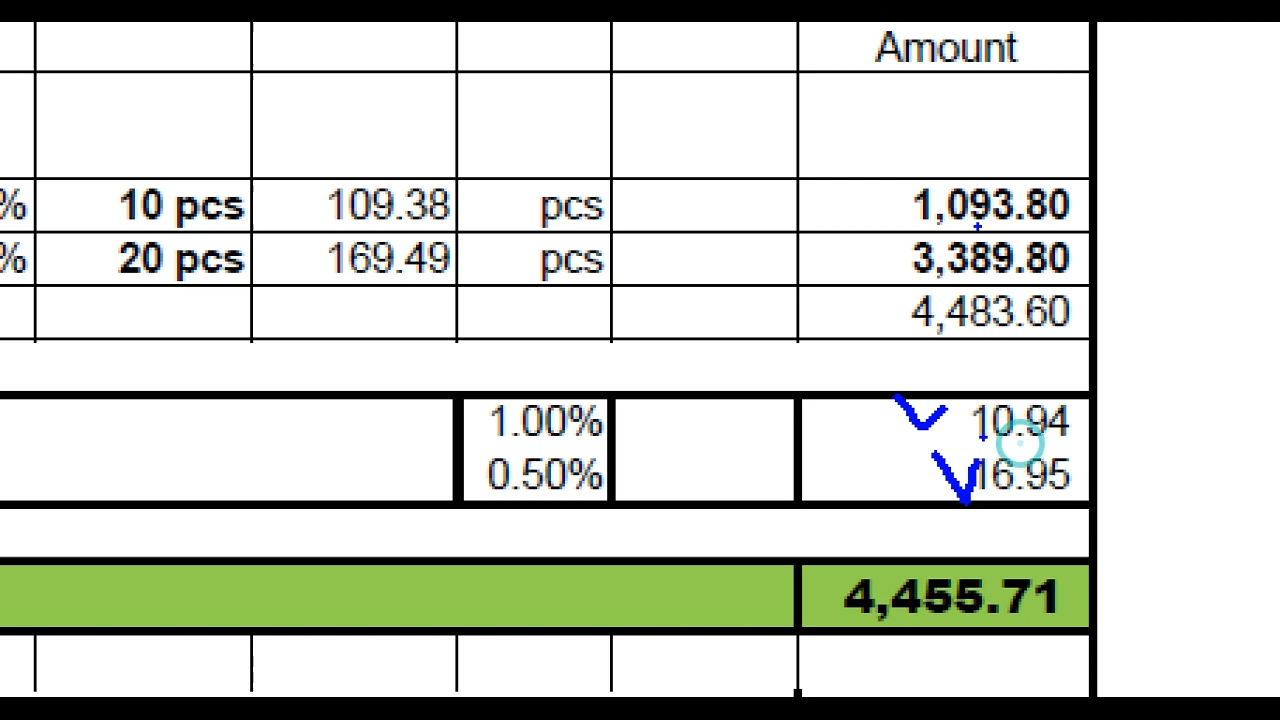 Amount
% 10 pcs 109.38 pcs 1,093.80
% 20 pcs 169.49 pcs 3,389.80
4,483.60
1.00% 10.94
0.50% 16.95
4,455.71